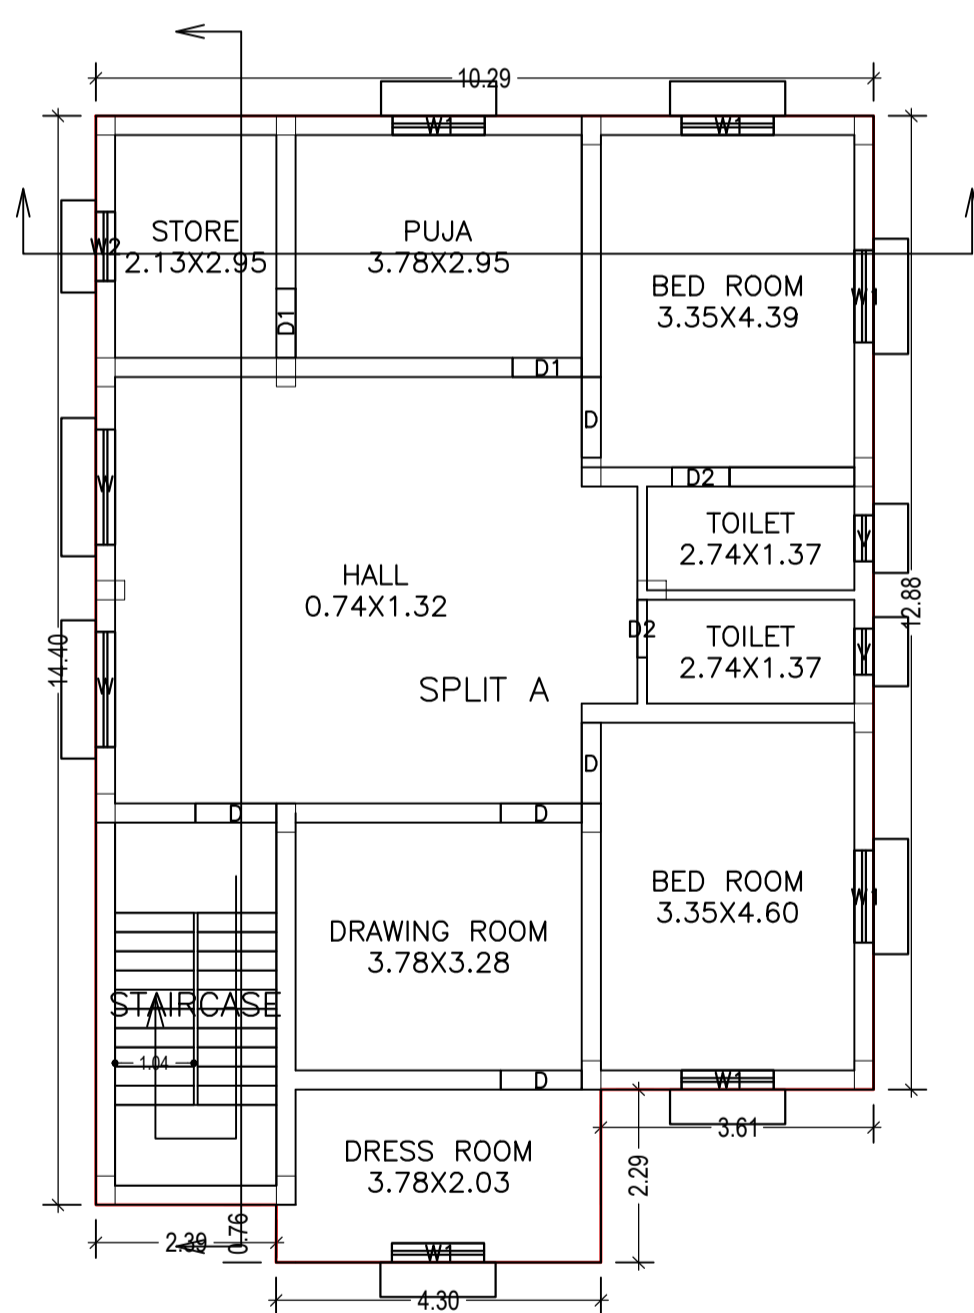 10.29
W1
W1
STORE
2.13X2.95
PUJA
3.78X2.95
W2
BED ROOM
3.35X4.39
W1
D1
D1
D
W
D2
TOILET
2.74X1.37
V
HALL
0.74X1.32
12.88
D2
TOILET
2.74X1.37
V
14.40
W
SPLIT A
D
D
D
BED ROOM
3.35X4.60
W1
DRAWING ROOM
3.78X3.28
STAIRCASE
1.04
D
W1
3.61
DRESS ROOM
3.78X2.03
2.29
2.39
0.76
W1
4.30